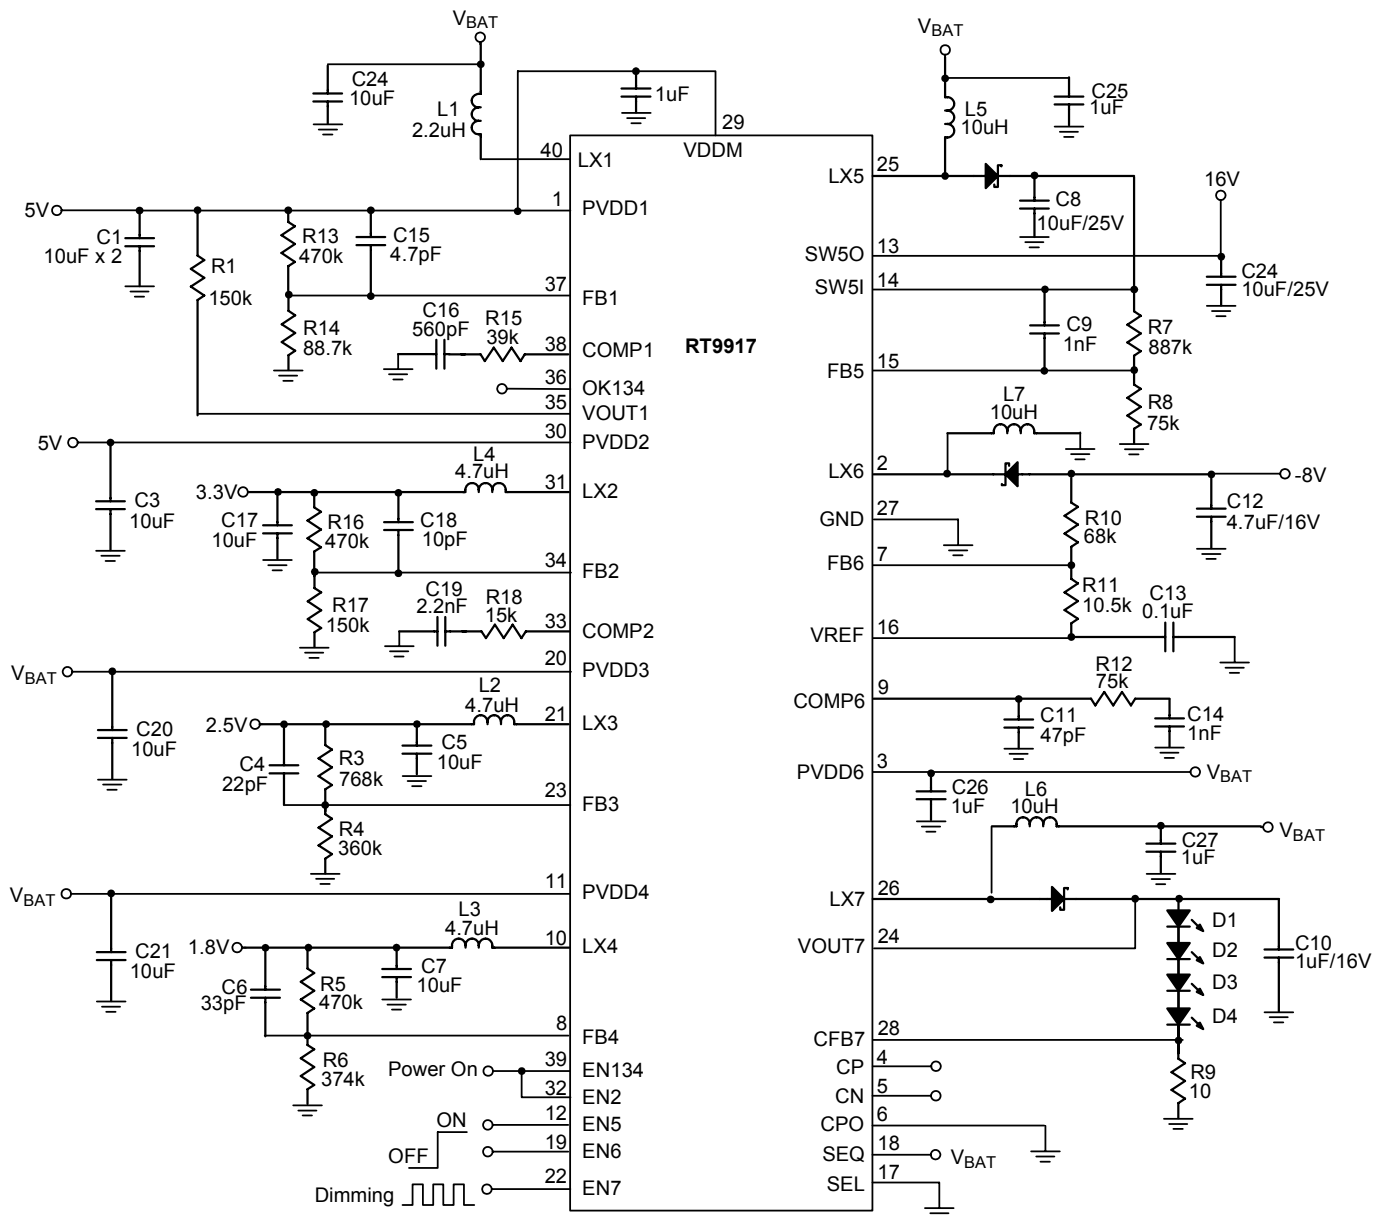 V_BAT
C24
10uF
L1
2.2uH
1uF
29
VDDM
V_BAT
L5
10uH
C25
1uF
40
LX1
5V
C1
10uF x 2
R1
150k
R13
470k
C15
4.7pF
1
PVDD1
37
FB1
R14
88.7k
C16
560pF
R15
39k
38
COMP1
36
OK134
35
VOUT1
RT9917
5V
30
PVDD2
C3
10uF
L4
4.7uH
3.3V
31
LX2
C17
10uF
R16
470k
C18
10pF
34
FB2
R17
150k
C19
2.2nF
R18
15k
33
COMP2
V_BAT
20
PVDD3
C20
10uF
L2
4.7uH
2.5V
21
LX3
C4
22pF
R3
768k
C5
10uF
23
FB3
R4
360k
V_BAT
11
PVDD4
C21
10uF
L3
4.7uH
1.8V
10
LX4
C6
33pF
R5
470k
C7
10uF
8
FB4
R6
374k
Power On
39
EN134
32
EN2
ON
OFF
12
EN5
19
EN6
Dimming
22
EN7
LX5
25
C8
10uF/25V
16V
SW5O
13
C24
10uF/25V
SW5I
14
C9
1nF
R7
887k
FB5
15
R8
75k
L7
10uH
LX6
2
-8V
C12
4.7uF/16V
GND
27
R10
68k
FB6
7
R11
10.5k
C13
0.1uF
VREF
16
COMP6
9
R12
75k
C11
47pF
C14
1nF
PVDD6
3
V_BAT
C26
1uF
L6
10uH
V_BAT
C27
1uF
LX7
26
VOUT7
24
D1
D2
D3
D4
C10
1uF/16V
CFB7
28
R9
10
CP
4
CN
5
CPO
6
SEQ
18
V_BAT
SEL
17